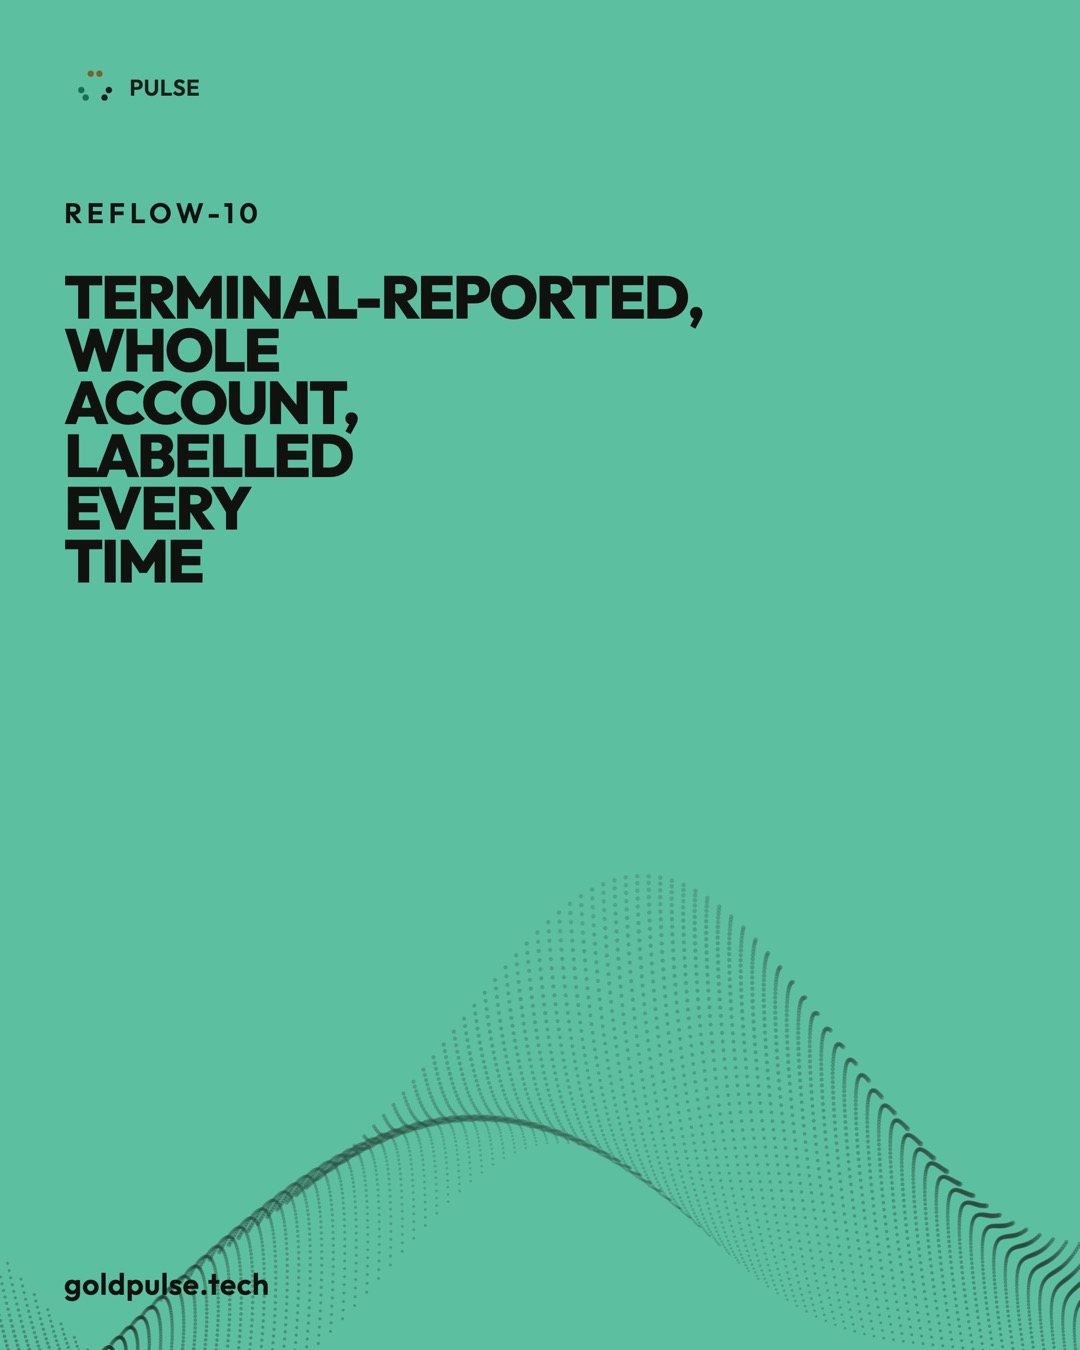 PULSE
REFLOW-10
TERMINAL-REPORTED,
WHOLE
ACCOUNT,
LABELLED
EVERY
TIME
goldpulse.tech